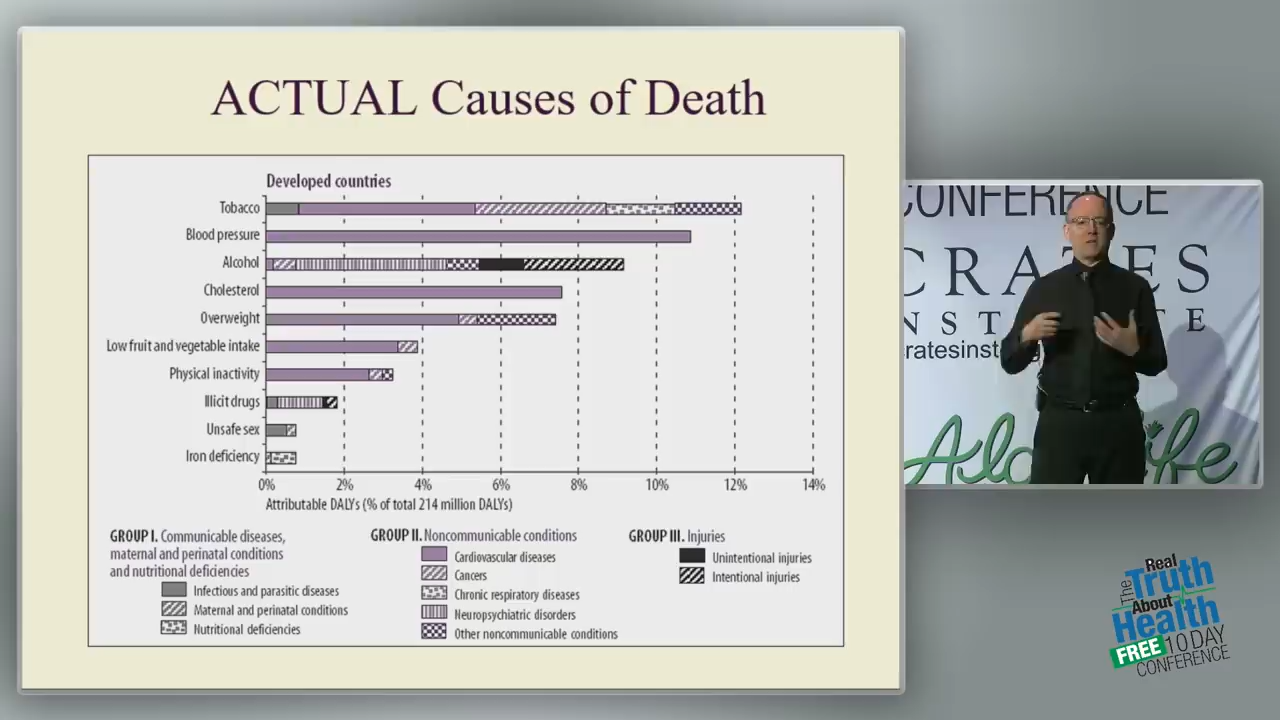 ACTUAL Causes of Death
Developed countries
Tobacco
Blood pressure
Alcohol
Cholesterol
Overweight
Low fruit and vegetable intake
Physical inactivity
Illicit drugs
Unsafe sex
Iron deficiency
0% 2% 4% 6% 8% 10% 12% 14%
Attributable DALYs (% of total 214 million DALYs)
GROUP I. Communicable diseases,
maternal and perinatal conditions
and nutritional deficiencies
Infectious and parasitic diseases
Maternal and perinatal conditions
Nutritional deficiencies
GROUP II. Noncommunicable conditions
Cardiovascular diseases
Cancers
Chronic respiratory diseases
Neuropsychiatric disorders
Other noncommunicable conditions
GROUP III. Injuries
Unintentional injuries
Intentional injuries
CONFERENCE
CRATES
NST TE
cratesinst
The Real
Truth
About
Health
FREE 10 DAY
CONFERENCE